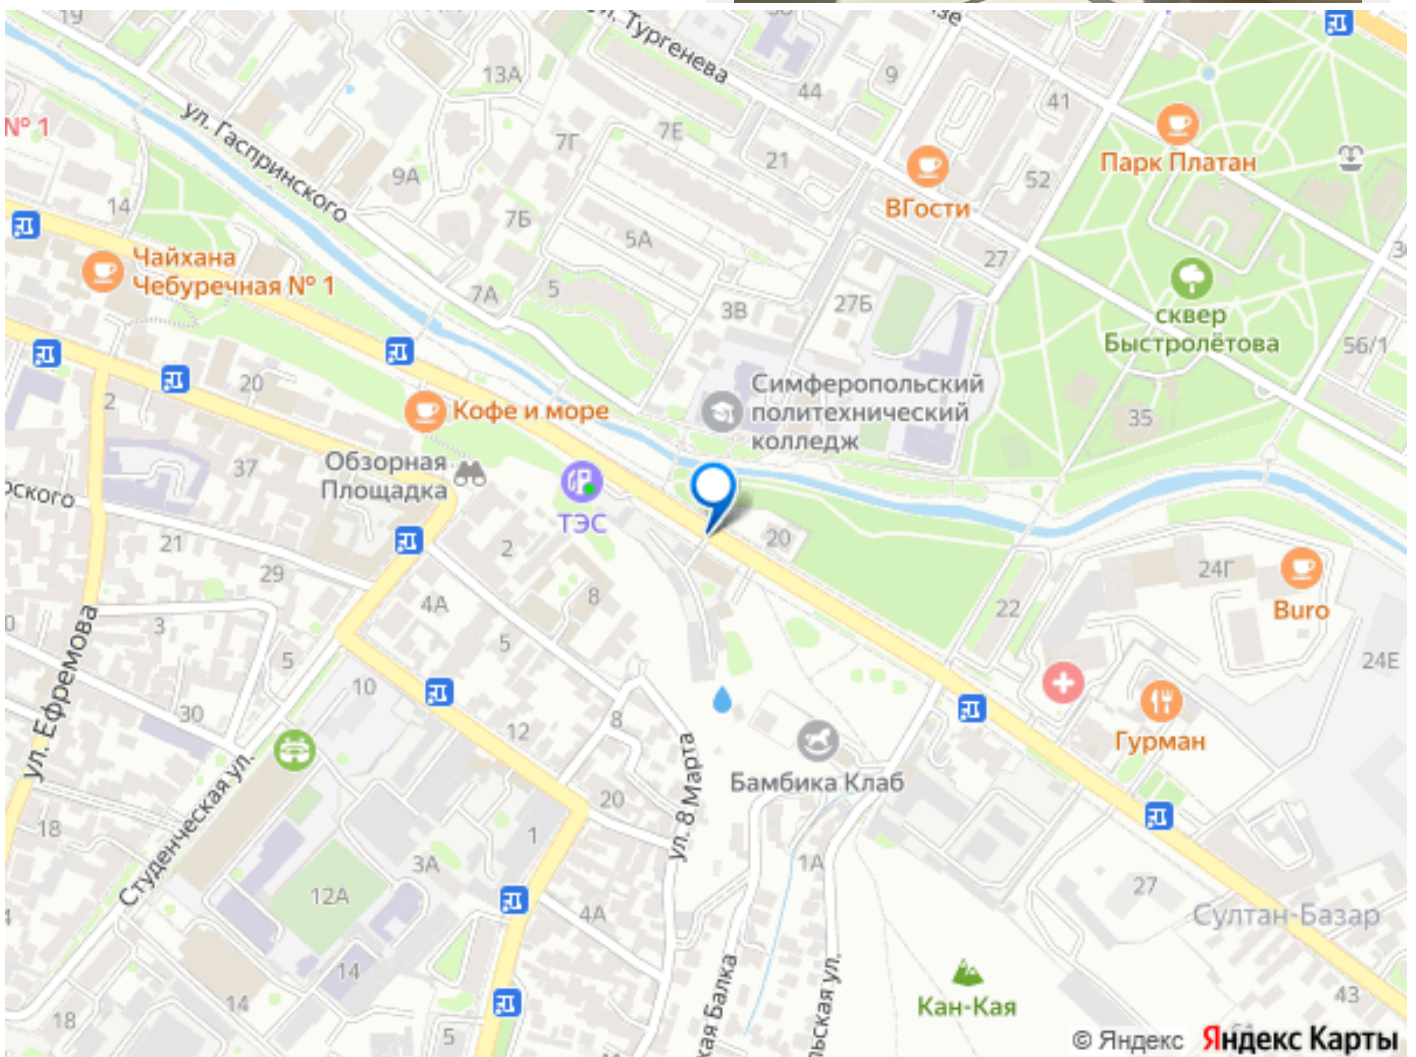 19
ул. Тургенева
13А
44
9
41
№ 1
ул. Гаспринского
7Г
7Е
21
Парк Платан
9А
52
ВГости
14
7Б
5А
27
Чайхана
Чебуречная № 1
7А
5
3В
27Б
сквер
Быстролётова
56/1
20
2
Кофе и море
Симферопольский
политехнический
колледж
35
37
Обзорная
Площадка
ТЭС
20
21
2
24Г
Buro
29
4А
8
22
3
5
5
24Е
ул. Ефремова
10
30
12
8
Гурман
Бамбика Клаб
Студенческая ул.
ул. 8 Марта
20
18
1
3А
1А
27
12А
4А
Султан-Базар
14
14
Кан-Кая
43
18
5
© Яндекс Яндекс Карты